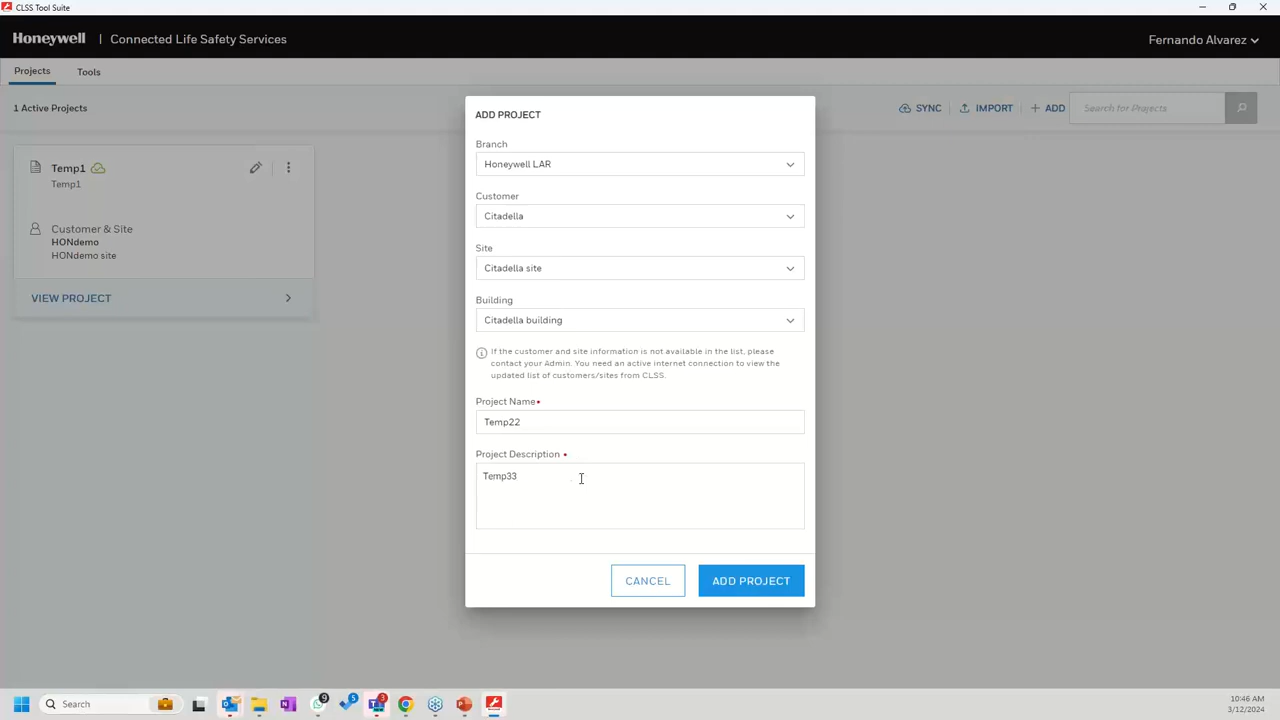 CLSS Tool Suite
Honeywell | Connected Life Safety Services
Fernando Alvarez
Projects
Tools
1 Active Projects
SYNC
IMPORT
ADD
Search for Projects
Temp1
Temp1
Customer & Site
HONdemo
HONdemo site
VIEW PROJECT
ADD PROJECT
Branch
Honeywell LAR
Customer
Citadella
Site
Citadella site
Building
Citadella building
If the customer and site information is not available in the list, please
contact your Admin. You need an active internet connection to view the
updated list of customers/sites from CLSS.
Project Name•
Temp22
Project Description •
Temp33
CANCEL
ADD PROJECT
Search
9
5
3
10:46 AM
3/12/2024